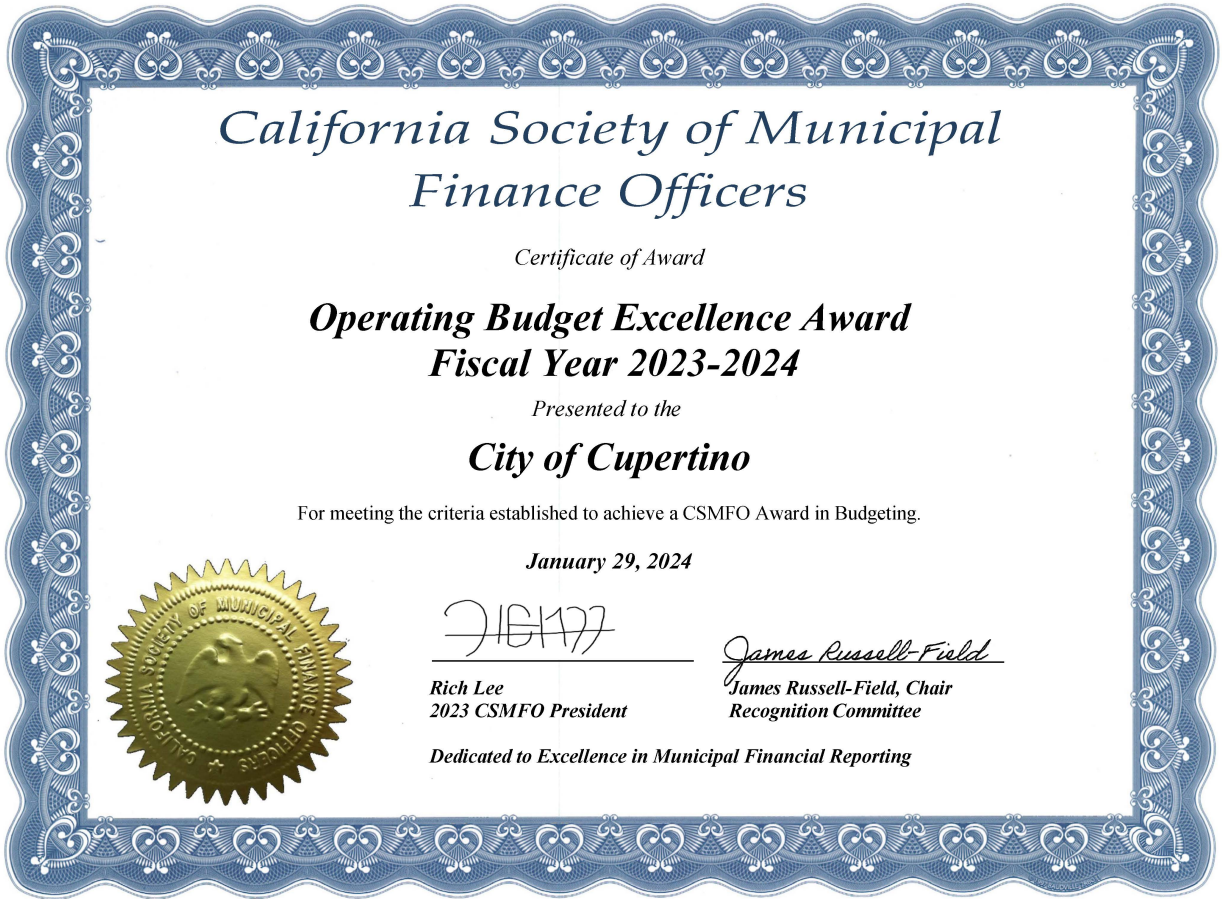 California Society of Municipal
Finance Officers
Certificate of Award
Operating Budget Excellence Award
Fiscal Year 2023-2024
Presented to the
City of Cupertino
For meeting the criteria established to achieve a CSMFO Award in Budgeting.
January 29, 2024
CALIFORNIA SOCIETY OF MUNICIPAL FINANCE OFFICERS
James Russell-Field
Rich Lee
2023 CSMFO President
James Russell-Field, Chair
Recognition Committee
Dedicated to Excellence in Municipal Financial Reporting